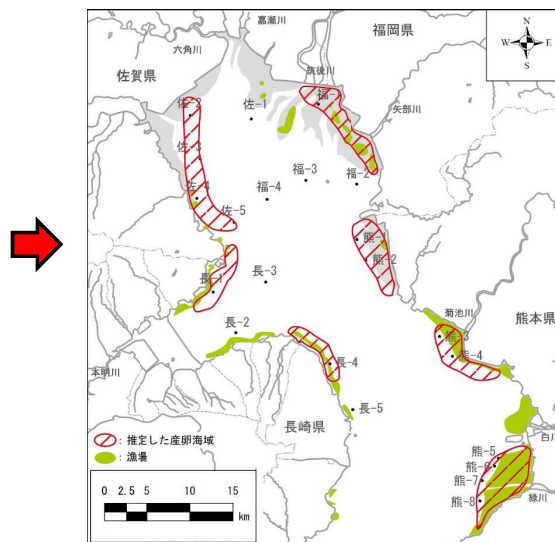 嘉瀬川
六角川
福岡県
N
W E
S
佐賀県
筑後川
佐-2
佐-1
福-1
矢部川
佐-3
福-3
福-2
佐-4
福-4
佐-5
熊-1
熊-2
長-1
長-3
菊池川
熊本県
長-2
熊-3
熊-4
本明川
長-4
長崎県
長-5
白川
:推定した産卵海域
:漁場
熊-5
熊-6
熊-7
緑川
熊-8
0 2.5 5 10 15
km